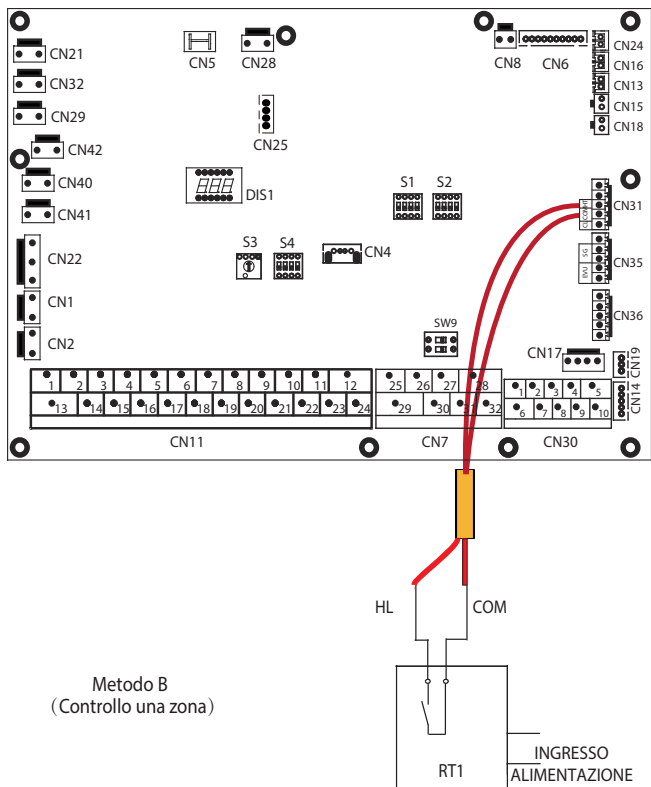 CN21
CN32
CN29
CN42
CN40
CN41
CN22
CN1
CN2
CN5
CN28
CN25
DIS1
S3
S4
CN4
S1
S2
SW9
CN8
CN6
CN24
CN16
CN13
CN15
CN18
CN31
SG
EVU
CN35
CN36
CN17
CN19
CN14
1 2 3 4 5 6 7 8 9 10 11 12
13 14 15 16 17 18 19 20 21 22 23 24
CN11
25 26 27 28
29 30 31 32
CN7
1 2 3 4 5
6 7 8 9 10
CN30
HL
COM
Metodo B
(Controllo una zona)
RT1
INGRESSO
ALIMENTAZIONE